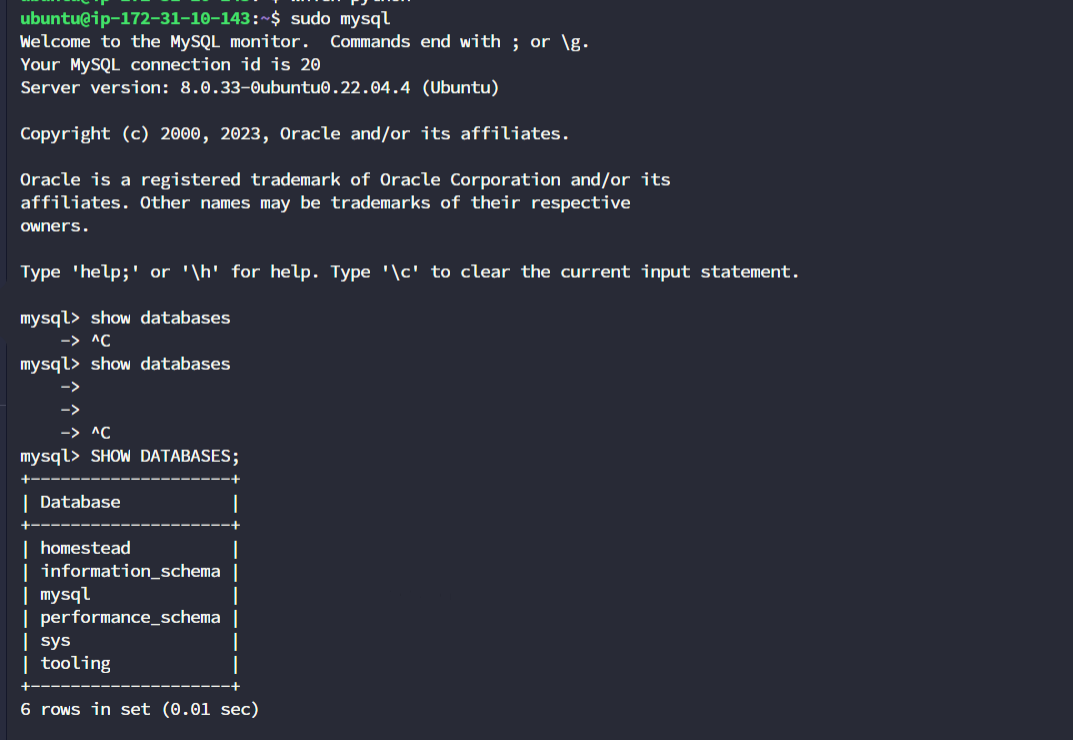 ubuntu@ip-172-31-10-143:~$ sudo mysql
Welcome to the MySQL monitor.  Commands end with ; or \g.
Your MySQL connection id is 20
Server version: 8.0.33-0ubuntu0.22.04.4 (Ubuntu)

Copyright (c) 2000, 2023, Oracle and/or its affiliates.

Oracle is a registered trademark of Oracle Corporation and/or its
affiliates. Other names may be trademarks of their respective
owners.

Type 'help;' or '\h' for help. Type '\c' to clear the current input statement.

mysql> show databases
    -> ^C
mysql> show databases
    ->
    ->
    -> ^C
mysql> SHOW DATABASES;
+--------------------+
| Database           |
+--------------------+
| homestead          |
| information_schema |
| mysql              |
| performance_schema |
| sys                |
| tooling            |
+--------------------+
6 rows in set (0.01 sec)